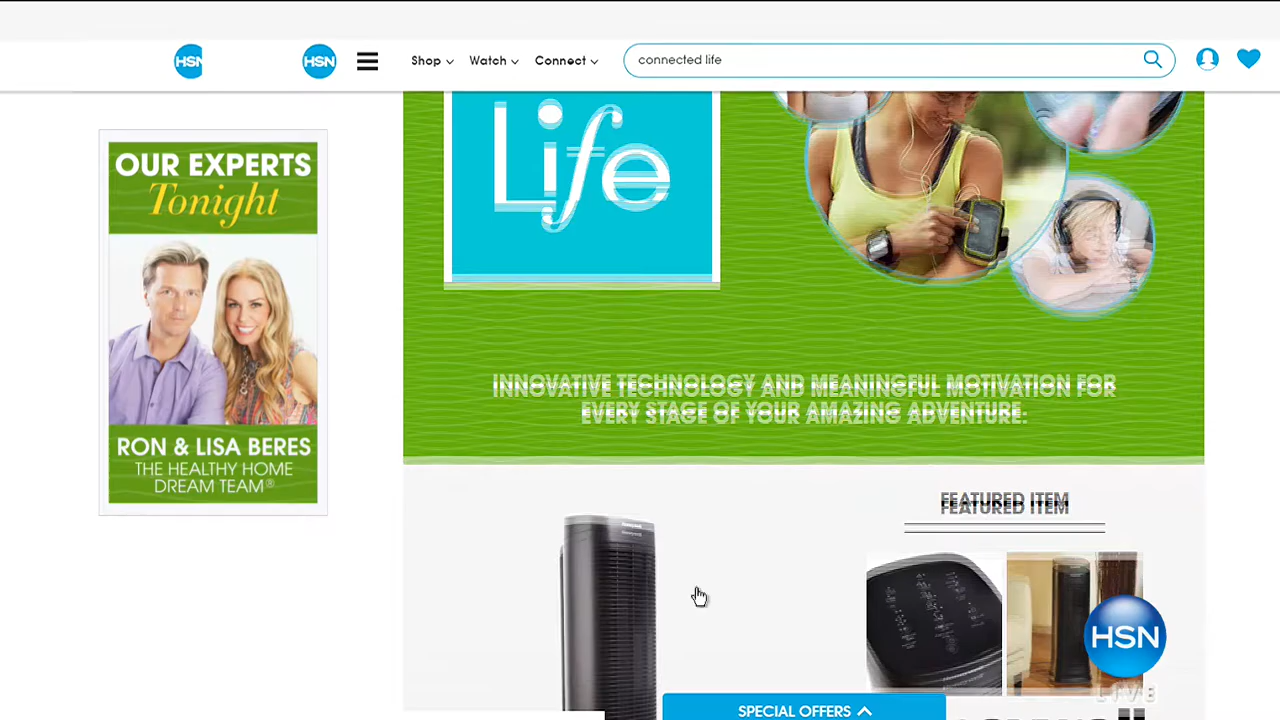 HSN
HSN
Shop
Watch
Connect
connected life
OUR EXPERTS
Tonight
RON & LISA BERES
THE HEALTHY HOME
DREAM TEAM®
Life
INNOVATIVE TECHNOLOGY AND MEANINGFUL MOTIVATION FOR
EVERY STAGE OF YOUR AMAZING ADVENTURE.
FEATURED ITEM
Honeywell
HSN
LIVE
SPECIAL OFFERS